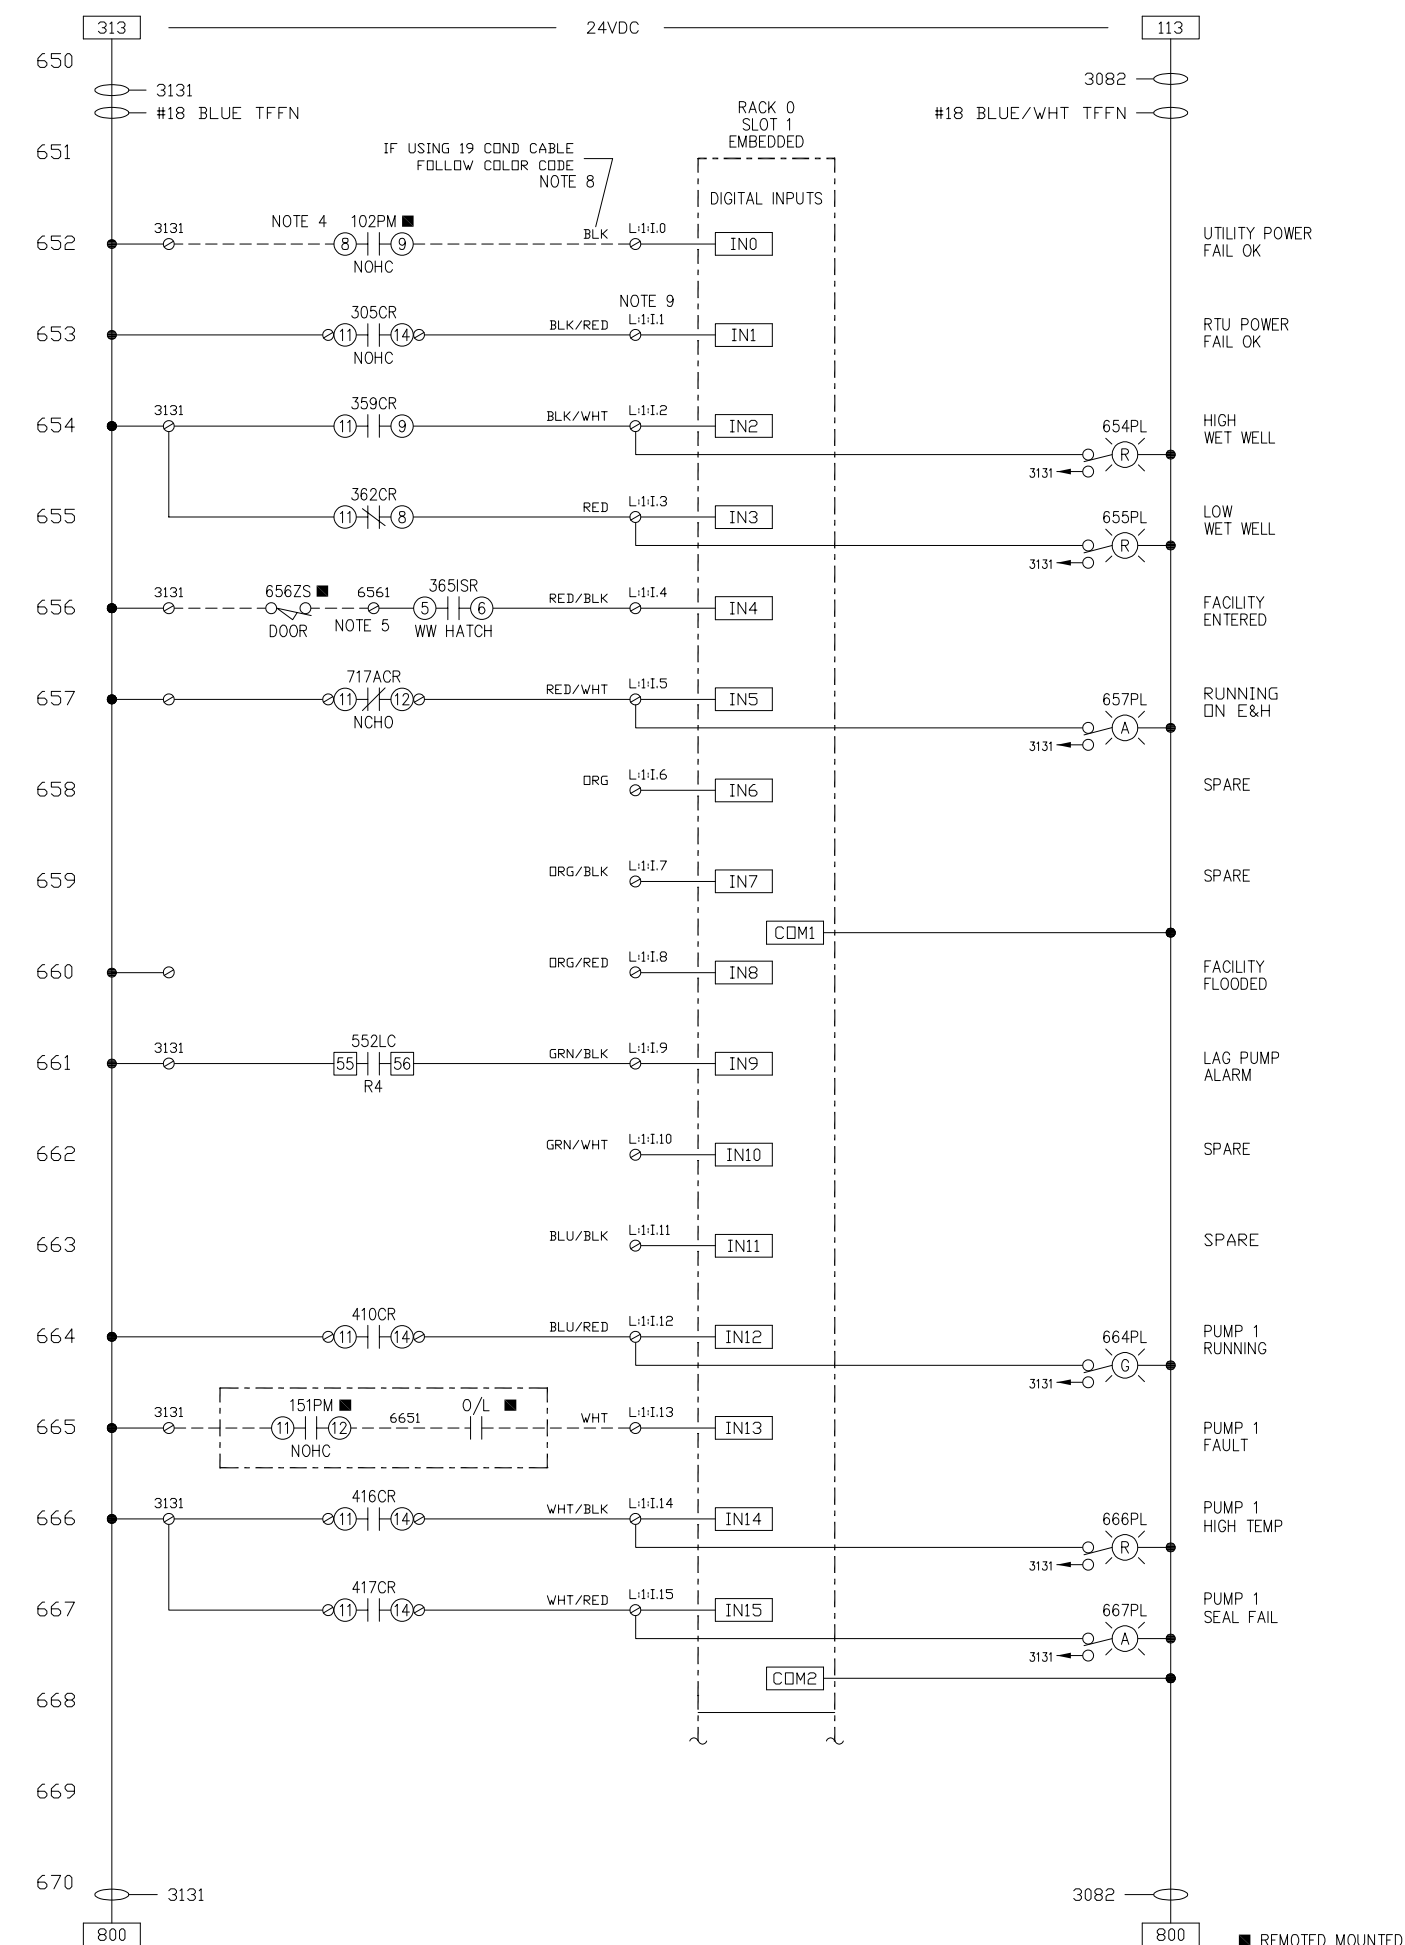 313 24VDC 113
650
3131 3082
#18 BLUE TFFN #18 BLUE/WHT TFFN
RACK 0
SLOT 1
EMBEDDED
651
IF USING 19 COND CABLE
FOLLOW COLOR CODE
NOTE 8
DIGITAL INPUTS
652 3131 NOTE 4 102PM 8 9 NOHC BLK L:1:I.0 IN0 UTILITY POWER
FAIL OK
NOTE 9
653 305CR 11 14 NOHC BLK/RED L:1:I.1 IN1 RTU POWER
FAIL OK
654 3131 359CR 11 9 BLK/WHT L:1:I.2 IN2 654PL R 3131 HIGH
WET WELL
655 362CR 11 8 RED L:1:I.3 IN3 655PL R 3131 LOW
WET WELL
656 3131 656ZS DOOR 6561 NOTE 5 365ISR 5 6 WW HATCH RED/BLK L:1:I.4 IN4 FACILITY
ENTERED
657 717ACR 11 12 NCHO RED/WHT L:1:I.5 IN5 657PL A 3131 RUNNING
ON E&H
658 ORG L:1:I.6 IN6 SPARE
659 ORG/BLK L:1:I.7 IN7 SPARE
COM1
660 ORG/RED L:1:I.8 IN8 FACILITY
FLOODED
661 3131 552LC 55 56 R4 GRN/BLK L:1:I.9 IN9 LAG PUMP
ALARM
662 GRN/WHT L:1:I.10 IN10 SPARE
663 BLU/BLK L:1:I.11 IN11 SPARE
664 410CR 11 14 BLU/RED L:1:I.12 IN12 664PL G 3131 PUMP 1
RUNNING
665 3131 151PM 11 12 NOHC 6651 O/L WHT L:1:I.13 IN13 PUMP 1
FAULT
666 3131 416CR 11 14 WHT/BLK L:1:I.14 IN14 666PL R 3131 PUMP 1
HIGH TEMP
667 417CR 11 14 WHT/RED L:1:I.15 IN15 667PL A 3131 PUMP 1
SEAL FAIL
COM2
668
669
670 3131 3082
800 800 REMOTED MOUNTED